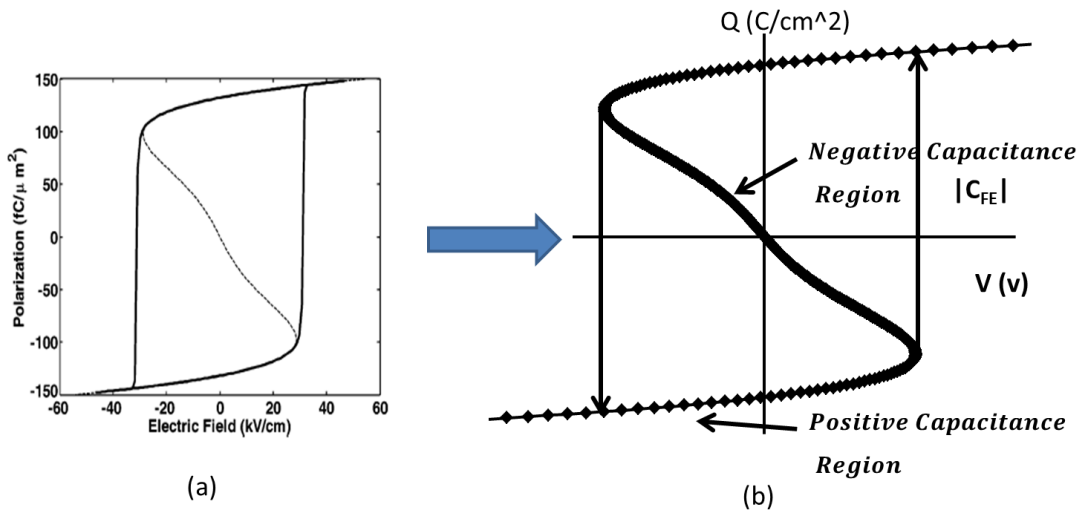 150
100
50
0
-50
-100
-150
-60 -40 -20 0 20 40 60
Polarization (fC/μ m²)
Electric Field (kV/cm)
(a)
Q (C/cm^2)
Negative Capacitance
Region
|C_FE|
V (v)
Positive Capacitance
Region
(b)